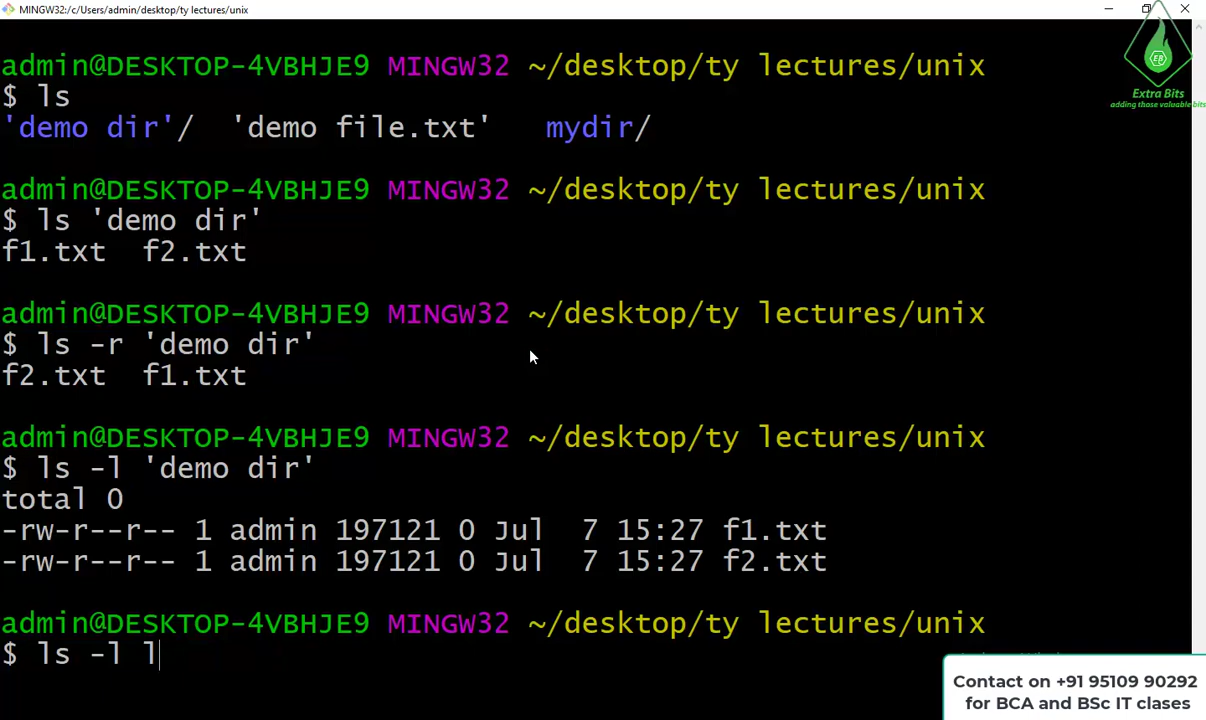 MINGW32:/c/Users/admin/desktop/ty lectures/unix
admin@DESKTOP-4VBHJE9 MINGW32 ~/desktop/ty lectures/unix
$ ls
'demo dir'/  'demo file.txt'   mydir/
admin@DESKTOP-4VBHJE9 MINGW32 ~/desktop/ty lectures/unix
$ ls 'demo dir'
f1.txt  f2.txt
admin@DESKTOP-4VBHJE9 MINGW32 ~/desktop/ty lectures/unix
$ ls -r 'demo dir'
f2.txt  f1.txt
admin@DESKTOP-4VBHJE9 MINGW32 ~/desktop/ty lectures/unix
$ ls -l 'demo dir'
total 0
-rw-r--r-- 1 admin 197121 0 Jul  7 15:27 f1.txt
-rw-r--r-- 1 admin 197121 0 Jul  7 15:27 f2.txt
admin@DESKTOP-4VBHJE9 MINGW32 ~/desktop/ty lectures/unix
$ ls -l l
EB
Extra Bits
adding those valuable bits
Contact on +91 95109 90292
for BCA and BSc IT clases